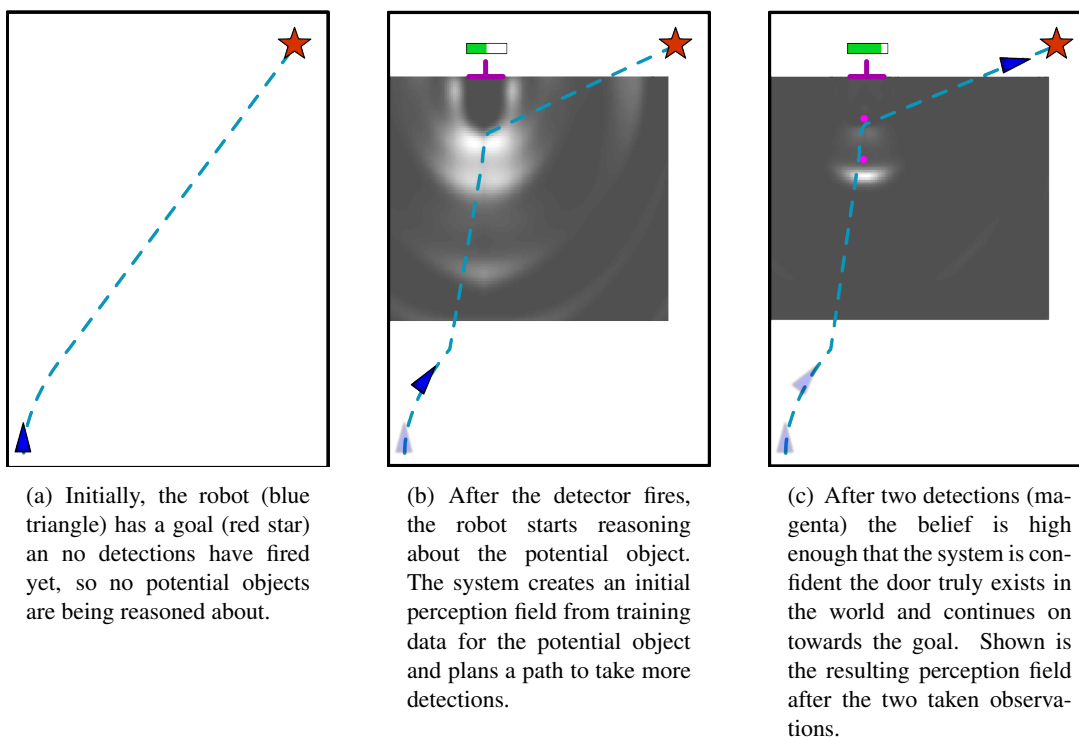 (a) Initially, the robot (blue
triangle) has a goal (red star)
an no detections have fired
yet, so no potential objects
are being reasoned about.
(b) After the detector fires,
the robot starts reasoning
about the potential object.
The system creates an initial
perception field from training
data for the potential object
and plans a path to take more
detections.
(c) After two detections (ma-
genta) the belief is high
enough that the system is con-
fident the door truly exists in
the world and continues on
towards the goal. Shown is
the resulting perception field
after the two taken observa-
tions.